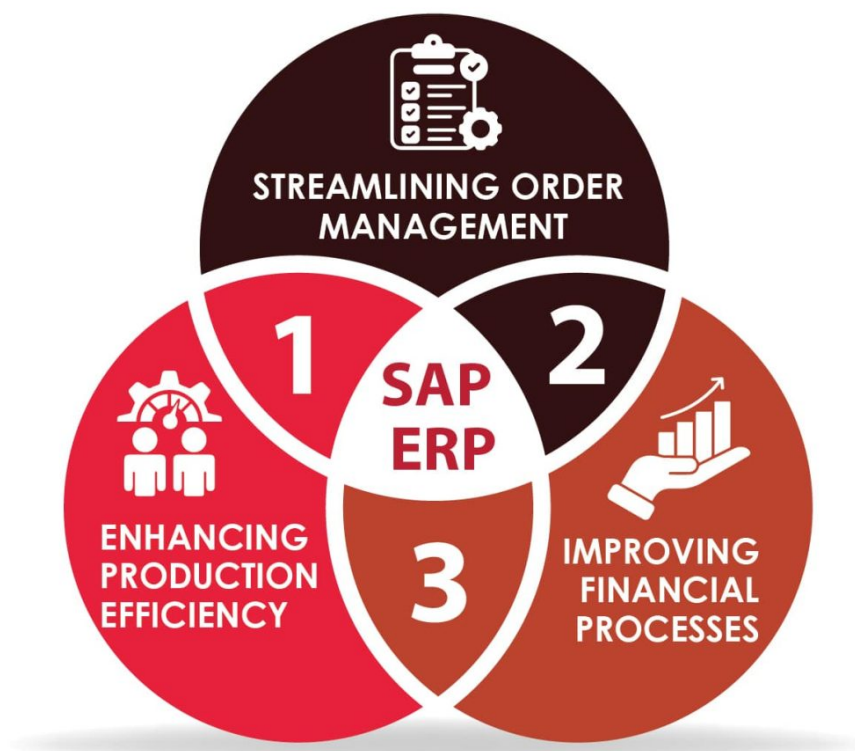 STREAMLINING ORDER
MANAGEMENT
1
2
SAP
ERP
ENHANCING
PRODUCTION
EFFICIENCY
3
IMPROVING
FINANCIAL
PROCESSES